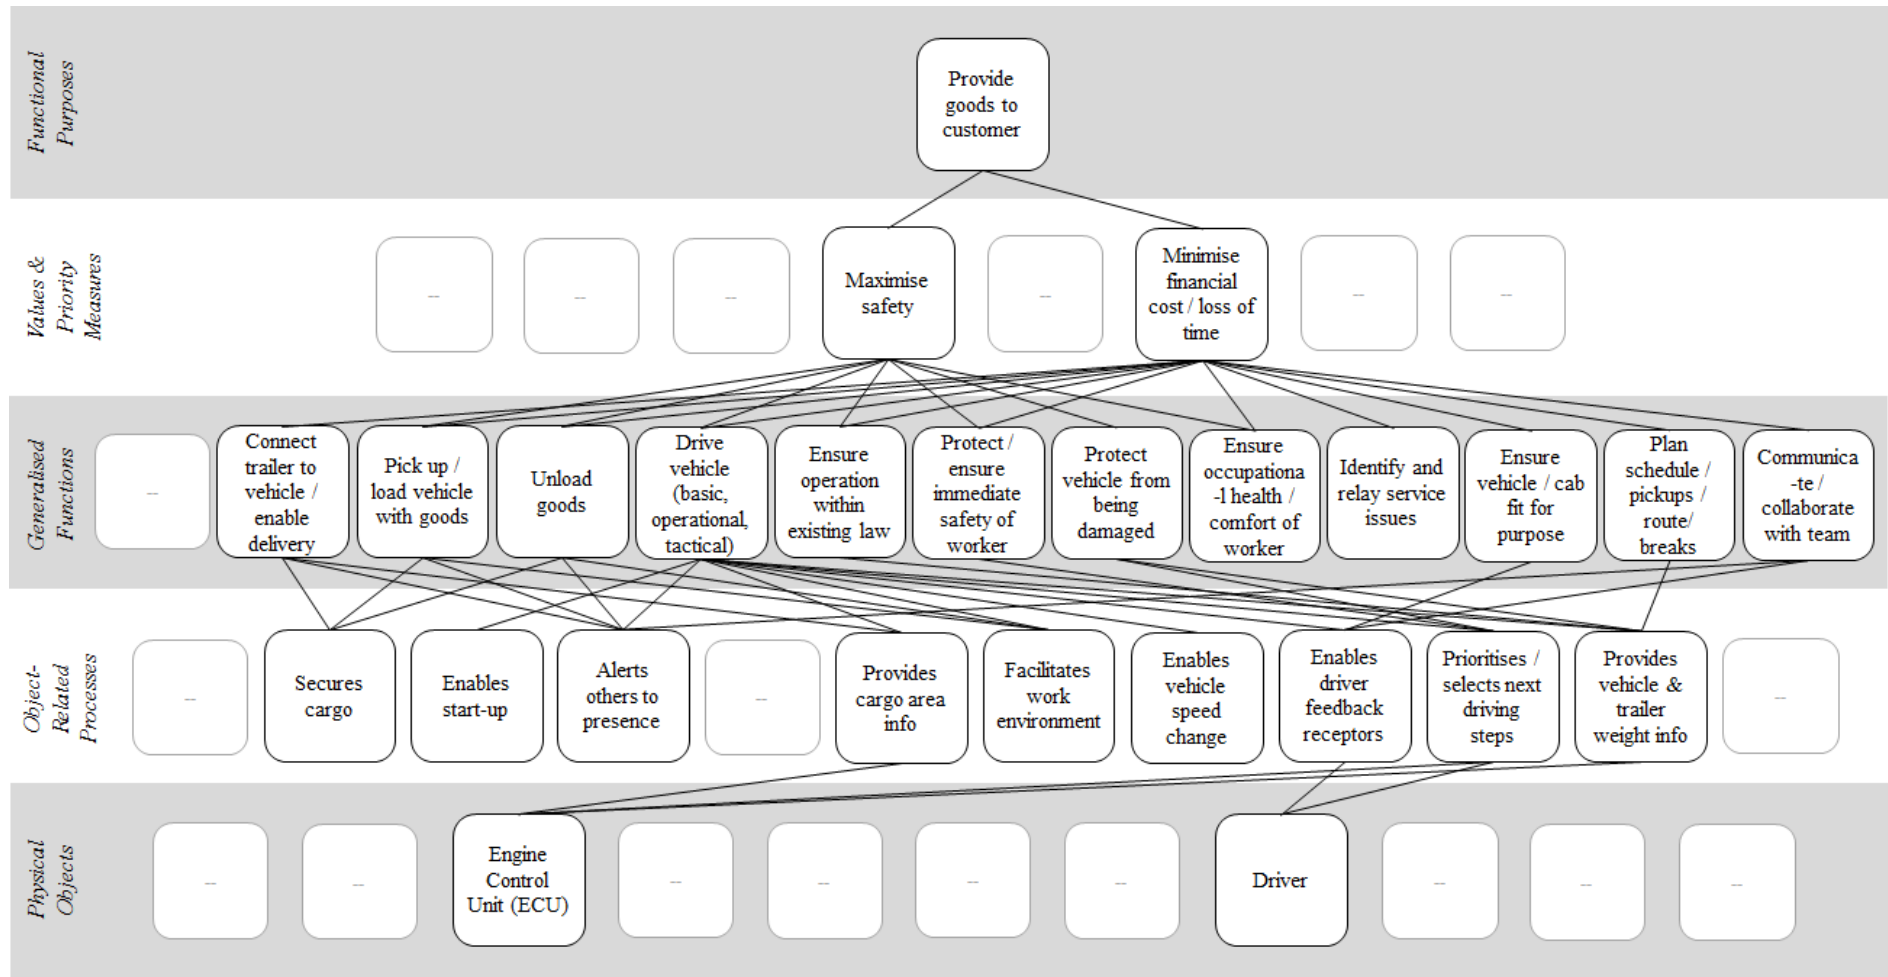 Functional
Purposes
Provide
goods to
customer
Values &
Priority
Measures
--
--
--
Maximise
safety
--
Minimise
financial
cost / loss of
time
--
--
Generalised
Functions
--
Connect
trailer to
vehicle /
enable
delivery
Pick up /
load vehicle
with goods
Unload
goods
Drive
vehicle
(basic,
operational,
tactical)
Ensure
operation
within
existing law
Protect /
ensure
immediate
safety of
worker
Protect
vehicle from
being
damaged
Ensure
occupationa
-l health /
comfort of
worker
Identify and
relay service
issues
Ensure
vehicle / cab
fit for
purpose
Plan
schedule /
pickups /
route/
breaks
Communica
-te /
collaborate
with team
Object-
Related
Processes
--
Secures
cargo
Enables
start-up
Alerts
others to
presence
--
Provides
cargo area
info
Facilitates
work
environment
Enables
vehicle
speed
change
Enables
driver
feedback
receptors
Prioritises /
selects next
driving
steps
Provides
vehicle &
trailer
weight info
--
Physical
Objects
--
--
Engine
Control
Unit (ECU)
--
--
--
--
Driver
--
--
--